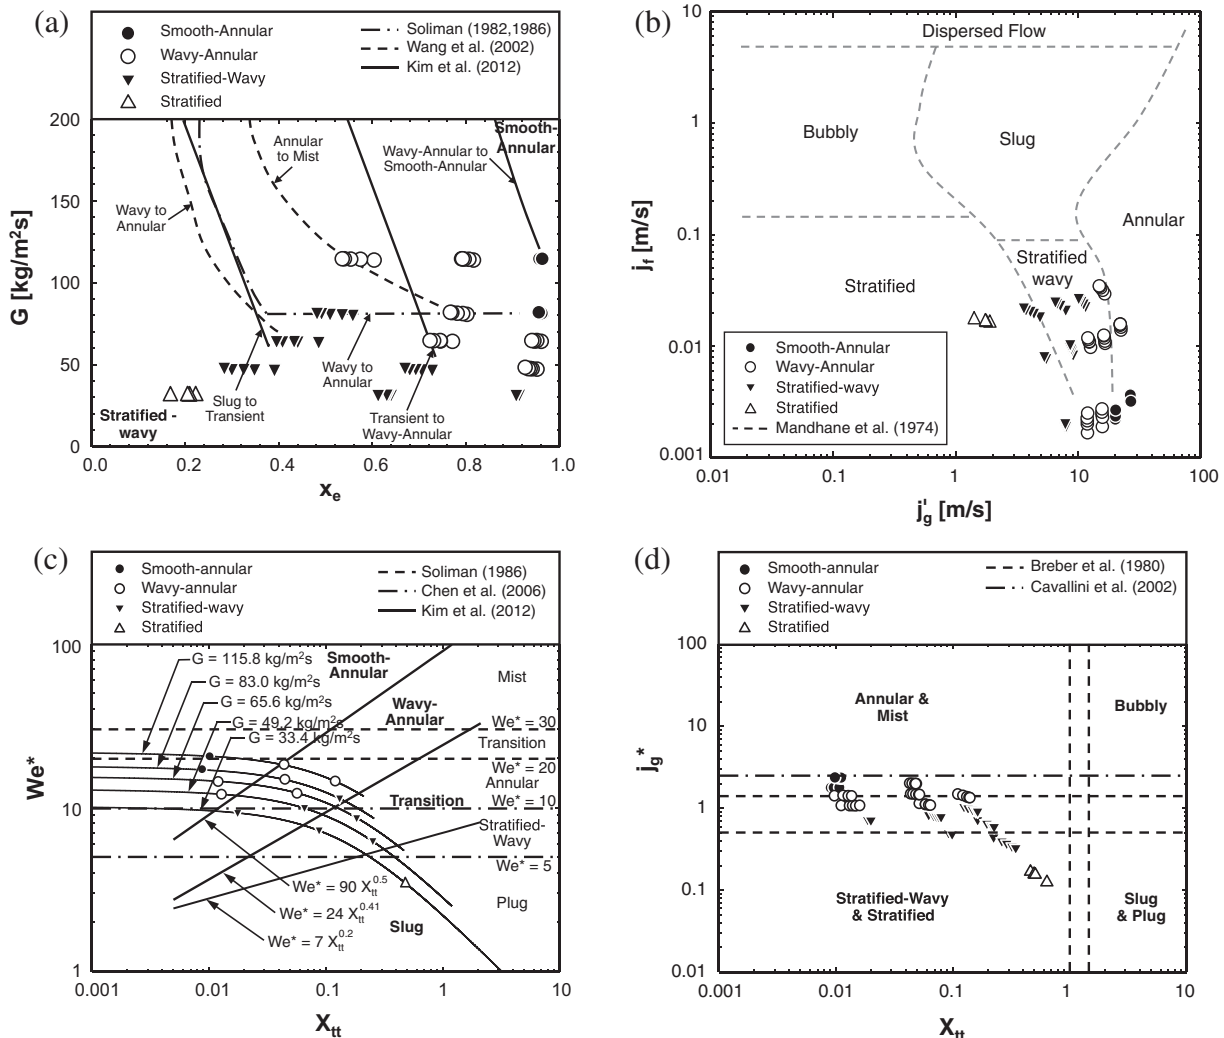 (a)
Smooth-Annular
Wavy-Annular
Stratified-Wavy
Stratified
Soliman (1982,1986)
Wang et al. (2002)
Kim et al. (2012)
200
150
100
50
0
G [kg/m²s]
Annular
to Mist
Wavy-Annular to
Smooth-Annular
Smooth-
Annular
Wavy to
Annular
Wavy to
Annular
Slug to
Transient
Transient to
Wavy-Annular
Stratified -
wavy
0.0
0.2
0.4
0.6
0.8
1.0
xe
(b)
10
1
0.1
0.01
0.001
jf [m/s]
Dispersed Flow
Bubbly
Slug
Annular
Stratified
Stratified
wavy
Smooth-Annular
Wavy-Annular
Stratified-wavy
Stratified
Mandhane et al. (1974)
0.01
0.1
1
10
100
j'g [m/s]
(c)
Smooth-annular
Wavy-annular
Stratified-wavy
Stratified
Soliman (1986)
Chen et al. (2006)
Kim et al. (2012)
100
10
1
We*
G = 115.8 kg/m²s
G = 83.0 kg/m²s
G = 65.6 kg/m²s
G = 49.2 kg/m²s
G = 33.4 kg/m²s
Smooth-
Annular
Wavy-
Annular
Transition
Slug
Mist
We* = 30
Transition
We* = 20
Annular
We* = 10
Stratified-
Wavy
We* = 5
Plug
We* = 90 Xtt^0.5
We* = 24 Xtt^0.41
We* = 7 Xtt^0.2
0.001
0.01
0.1
1
10
Xtt
(d)
Smooth-annular
Wavy-annular
Stratified-wavy
Stratified
Breber et al. (1980)
Cavallini et al. (2002)
100
10
1
0.1
0.01
jg*
Annular &
Mist
Bubbly
Stratified-Wavy
& Stratified
Slug
& Plug
0.001
0.01
0.1
1
10
Xtt